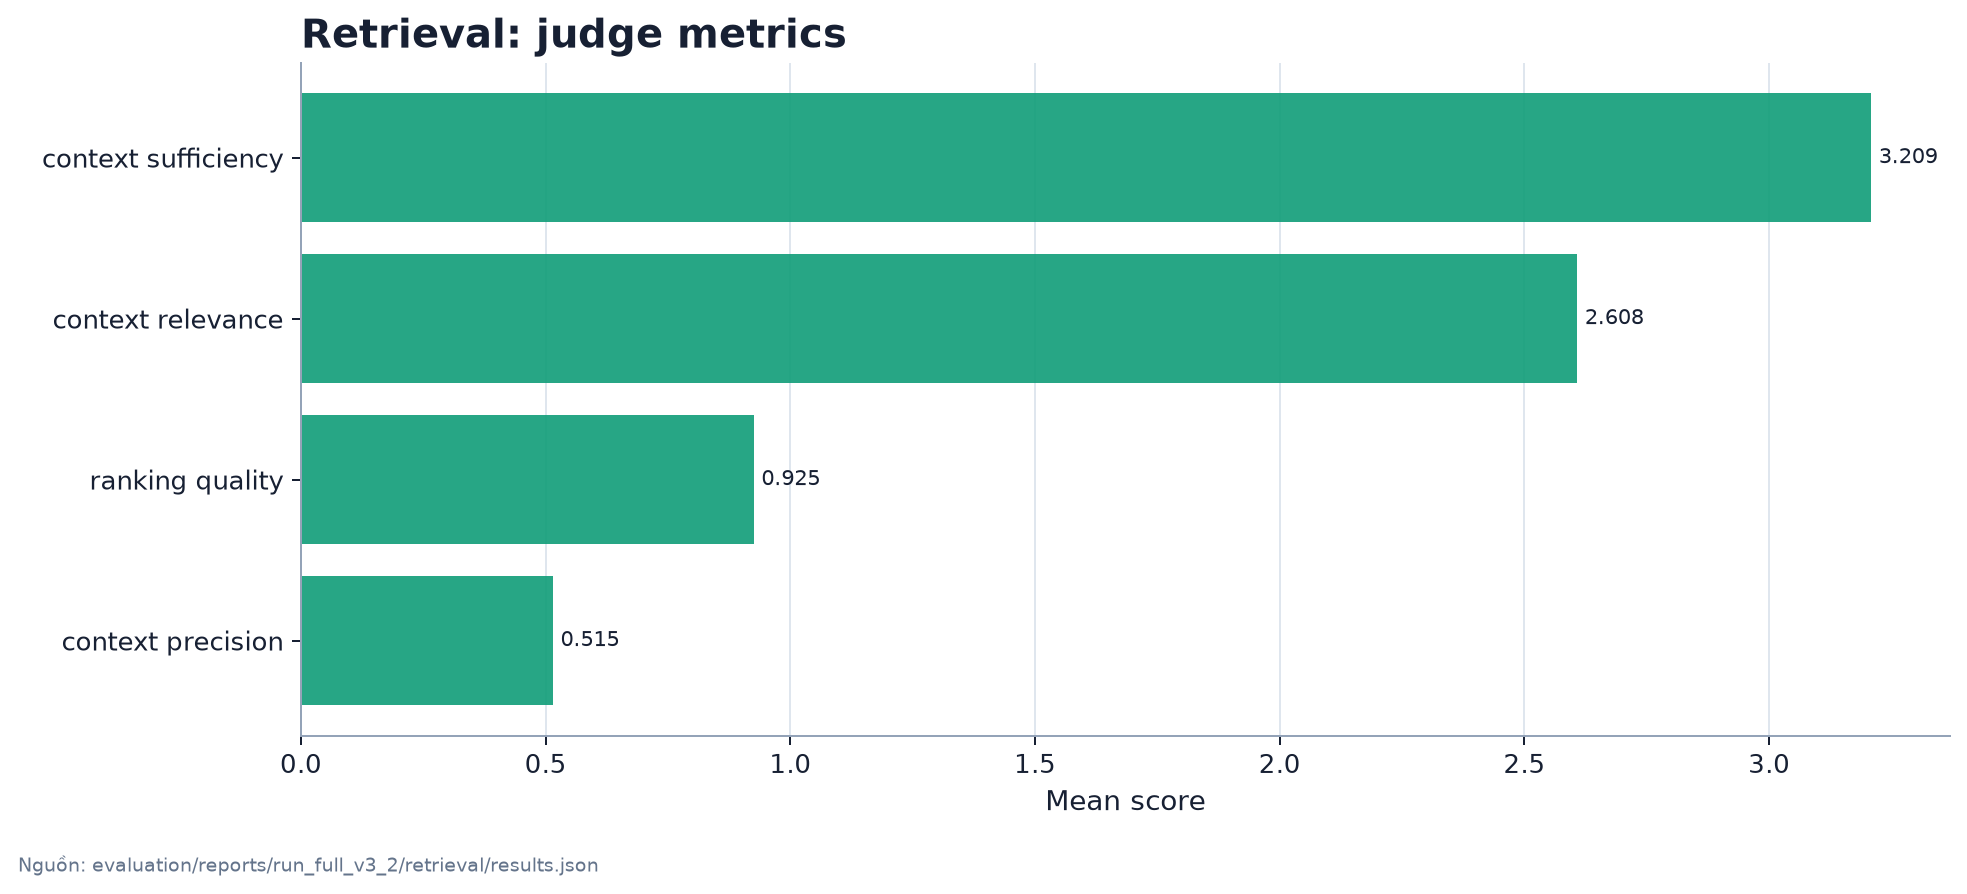 Retrieval: judge metrics
context sufficiency
3.209
context relevance
2.608
ranking quality
0.925
context precision
0.515
0.0 0.5 1.0 1.5 2.0 2.5 3.0
Mean score
Nguồn: evaluation/reports/run_full_v3_2/retrieval/results.json